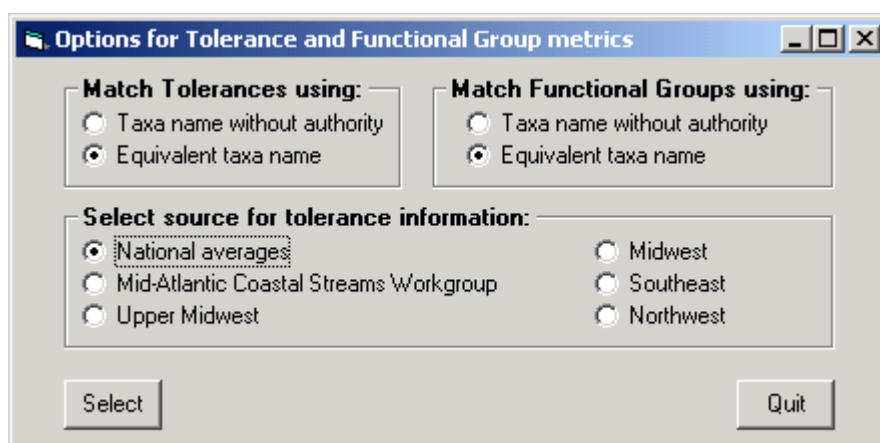 Options for Tolerance and Functional Group metrics
Match Tolerances using:
Taxa name without authority
Equivalent taxa name
Match Functional Groups using:
Taxa name without authority
Equivalent taxa name
Select source for tolerance information:
National averages
Mid-Atlantic Coastal Streams Workgroup
Upper Midwest
Midwest
Southeast
Northwest
Select
Quit